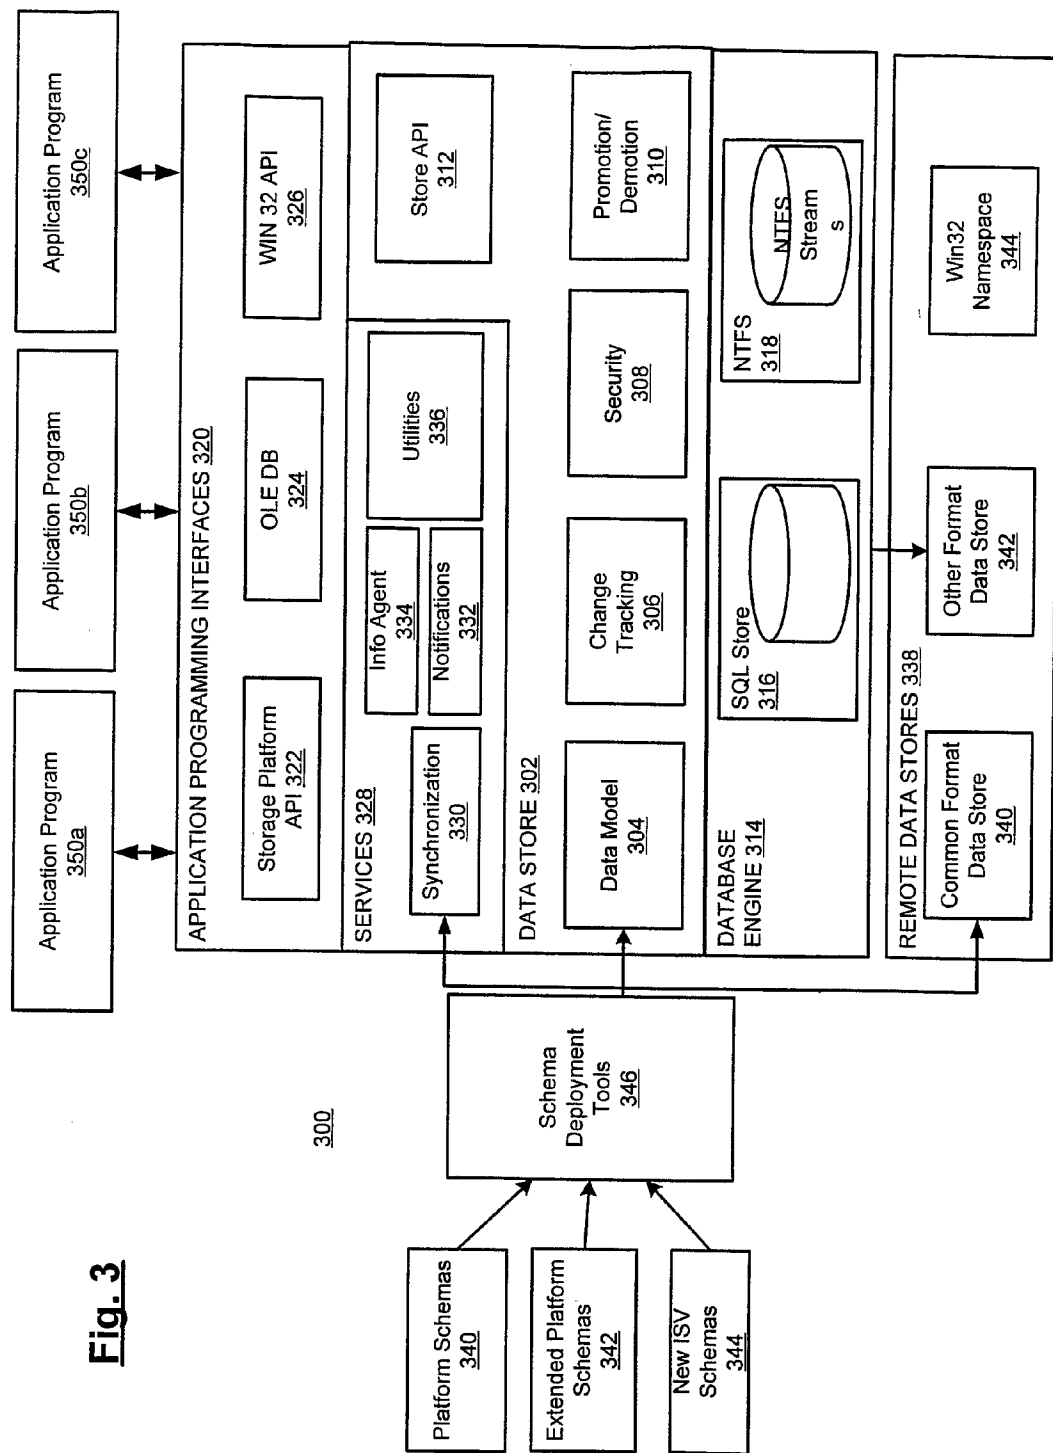 Application Program
350a
Application Program
350b
Application Program
350c
APPLICATION PROGRAMMING INTERFACES 320
Storage Platform
API 322
OLE DB
324
WIN 32 API
326
SERVICES 328
Synchronization
330
Info Agent
334
Notifications
332
Utilities
336
Store API
312
DATA STORE 302
Data Model
304
Change
Tracking
306
Security
308
Promotion/
Demotion
310
DATABASE
ENGINE 314
SQL Store
316
NTFS
318
NTFS
Stream
s
REMOTE DATA STORES 338
Common Format
Data Store
340
Other Format
Data Store
342
Win32
Namespace
344
Schema
Deployment
Tools
346
300
Platform Schemas
340
Extended Platform
Schemas
342
New ISV
Schemas
344
Fig. 3